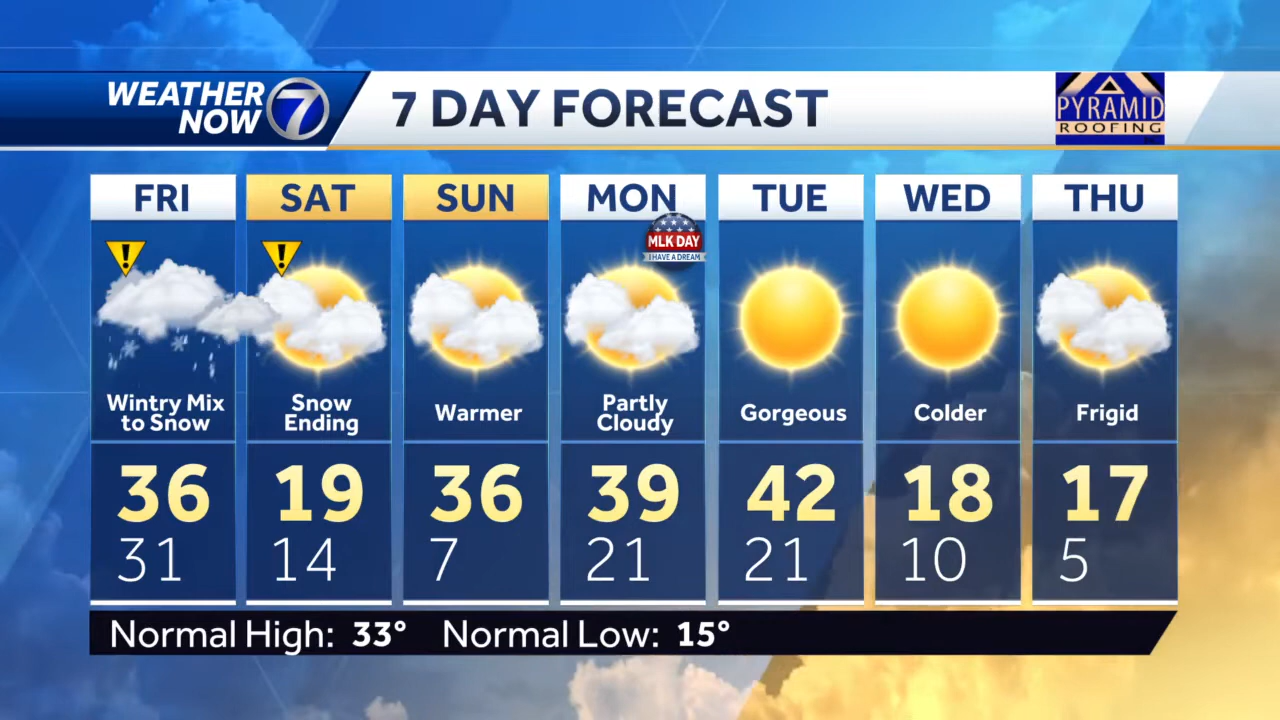 WEATHER
NOW
7
7 DAY FORECAST
PYRAMID
ROOFING
FRI
SAT
SUN
MON
TUE
WED
THU
!
!
MLK DAY
I HAVE A DREAM
Wintry Mix
to Snow
Snow
Ending
Warmer
Partly
Cloudy
Gorgeous
Colder
Frigid
36
19
36
39
42
18
17
31
14
7
21
21
10
5
Normal High: 33° Normal Low: 15°